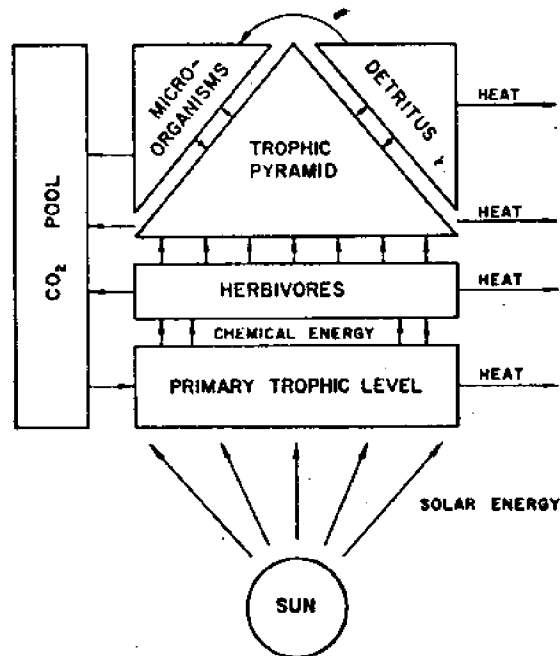 MICRO-
ORGANISMS
DETRITUS
HEAT
TROPHIC
PYRAMID
HEAT
CO₂ POOL
HERBIVORES
HEAT
CHEMICAL ENERGY
PRIMARY TROPHIC LEVEL
HEAT
SOLAR ENERGY
SUN